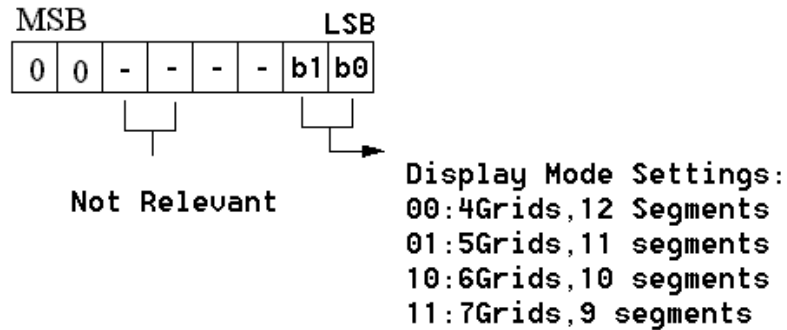 MSB LSB
0 0 - - - - b1 b0
Not Relevant
Display Mode Settings:
00:4Grids,12 Segments
01:5Grids,11 segments
10:6Grids,10 segments
11:7Grids,9 segments